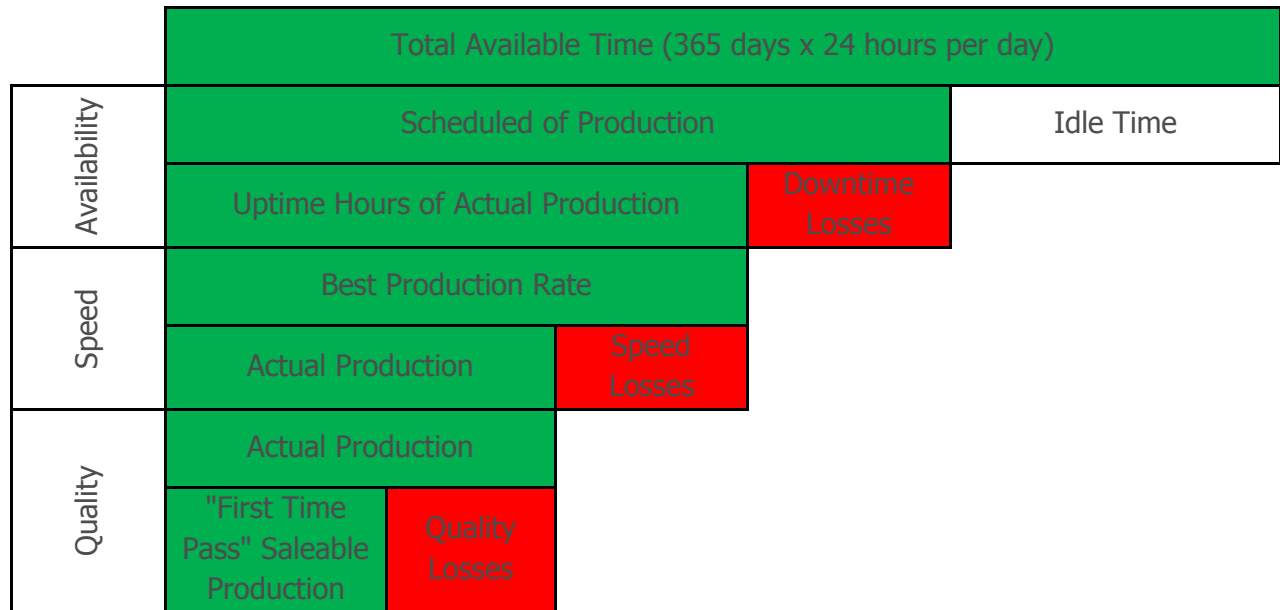 Total Available Time (365 days x 24 hours per day)
Availability
Scheduled of Production
Idle Time
Uptime Hours of Actual Production
Downtime
Losses
Speed
Best Production Rate
Actual Production
Speed
Losses
Quality
Actual Production
"First Time
Pass" Saleable
Production
Quality
Losses